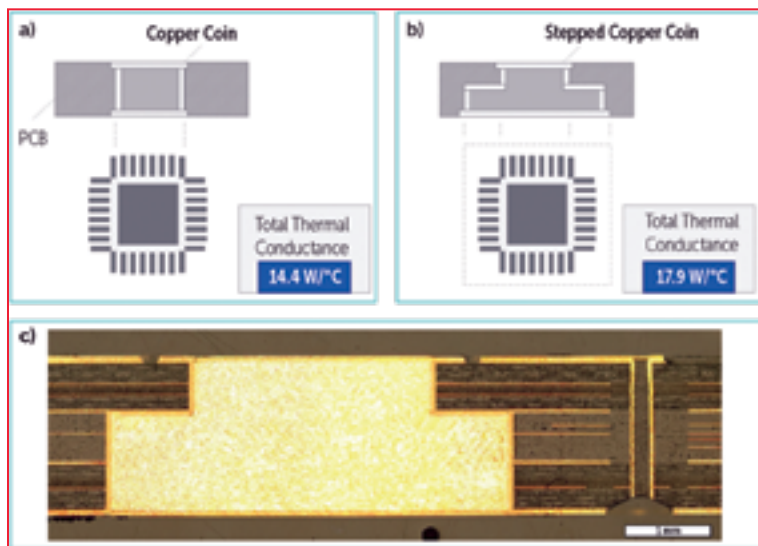 a)
Copper Coin
PCB
Total Thermal
Conductance
14.4 W/°C
b)
Stepped Copper Coin
Total Thermal
Conductance
17.9 W/°C
c)